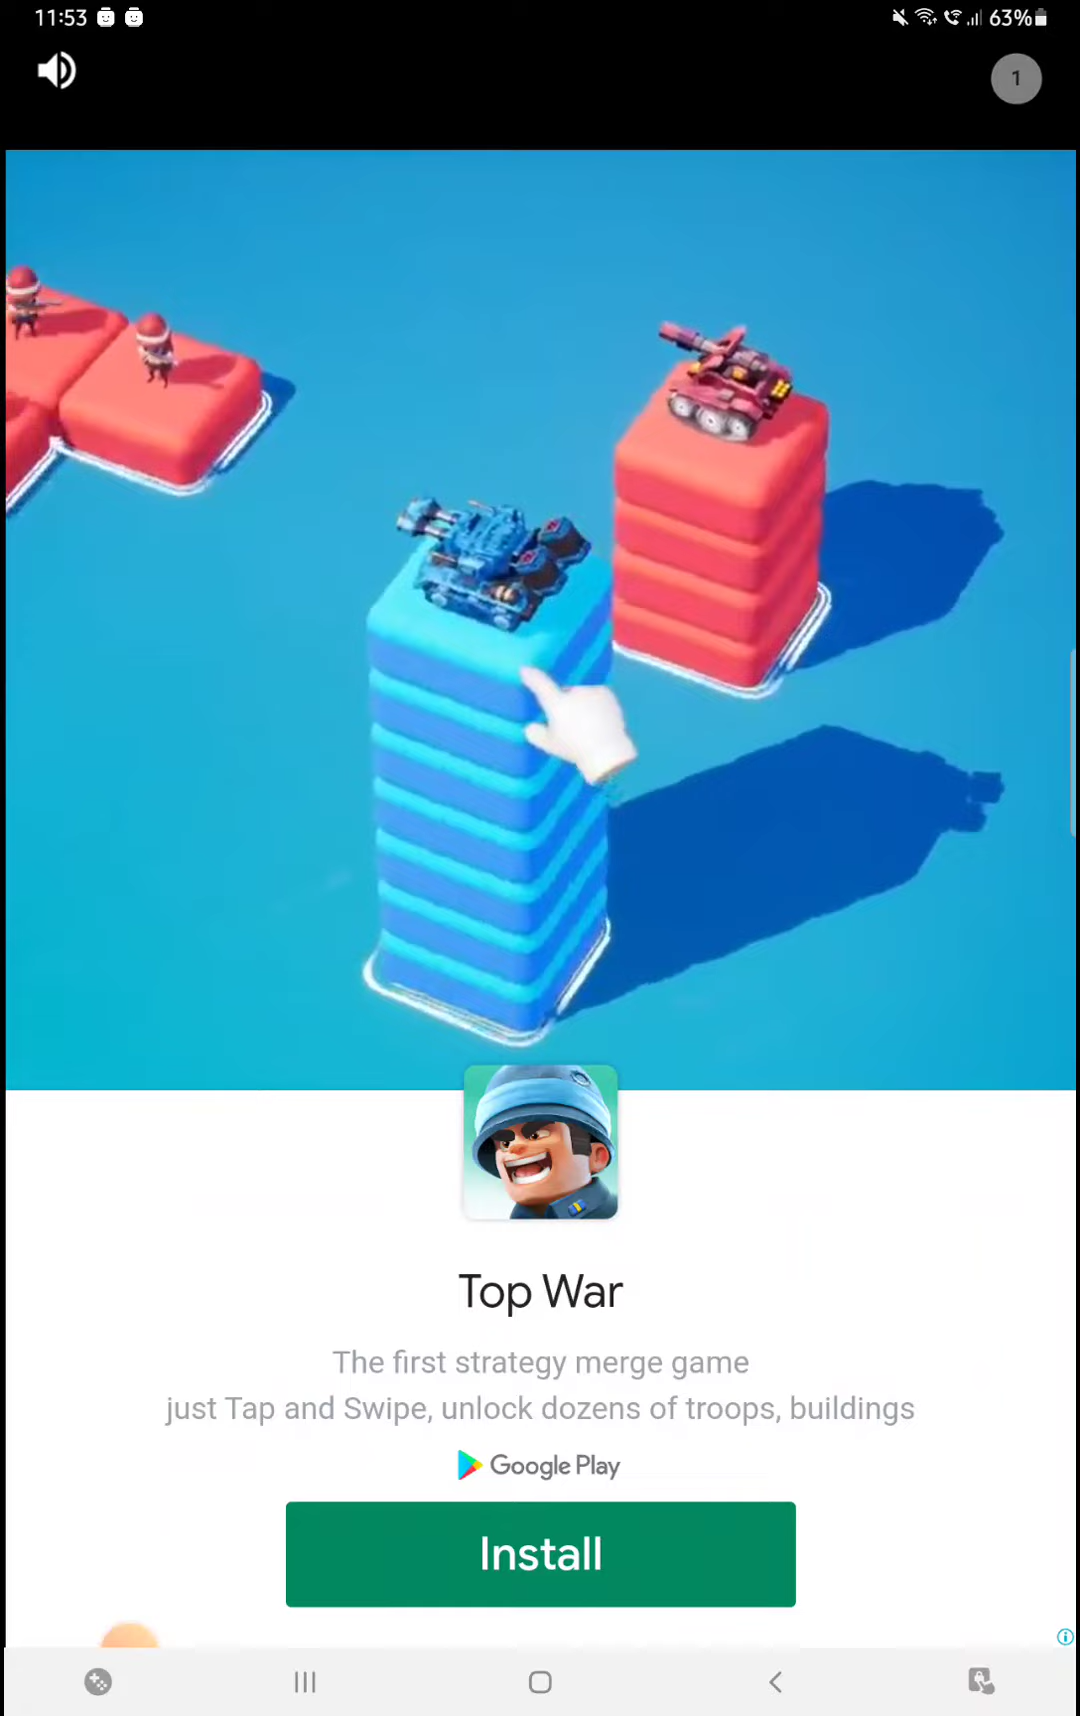 11:53
63%
1
Top War
The first strategy merge game
just Tap and Swipe, unlock dozens of troops, buildings
Google Play
Install